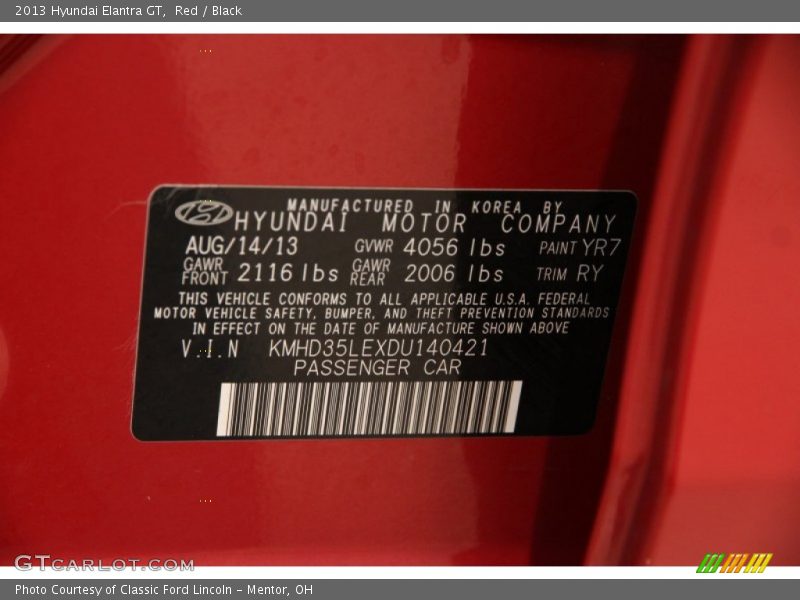 2013 Hyundai Elantra GT,  Red / Black
MANUFACTURED IN KOREA BY
HYUNDAI MOTOR COMPANY
AUG/14/13 GVWR 4056 lbs PAINT YR7
GAWR FRONT 2116 lbs GAWR REAR 2006 lbs TRIM RY
THIS VEHICLE CONFORMS TO ALL APPLICABLE U.S.A. FEDERAL
MOTOR VEHICLE SAFETY, BUMPER, AND THEFT PREVENTION STANDARDS
IN EFFECT ON THE DATE OF MANUFACTURE SHOWN ABOVE
V.I.N KMHD35LEXDU140421
PASSENGER CAR
GTCARLOT.COM
Photo Courtesy of Classic Ford Lincoln - Mentor, OH